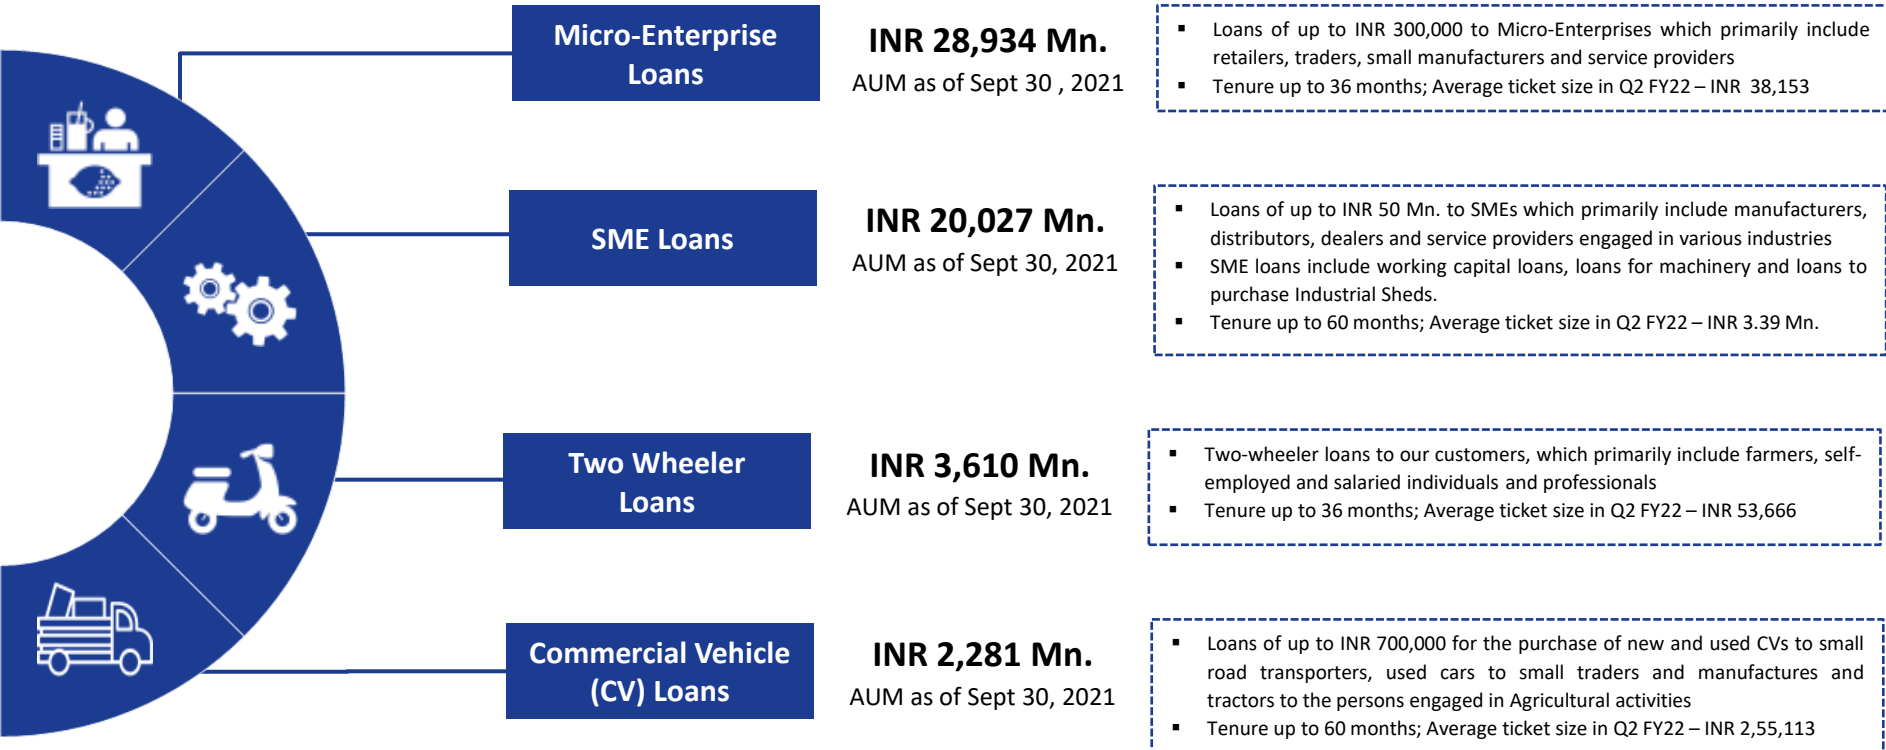 Micro-Enterprise
Loans
INR 28,934 Mn.
AUM as of Sept 30 , 2021
▪ Loans of up to INR 300,000 to Micro-Enterprises which primarily include
retailers, traders, small manufacturers and service providers
▪ Tenure up to 36 months; Average ticket size in Q2 FY22 – INR 38,153
SME Loans
INR 20,027 Mn.
AUM as of Sept 30, 2021
▪ Loans of up to INR 50 Mn. to SMEs which primarily include manufacturers,
distributors, dealers and service providers engaged in various industries
▪ SME loans include working capital loans, loans for machinery and loans to
purchase Industrial Sheds.
▪ Tenure up to 60 months; Average ticket size in Q2 FY22 – INR 3.39 Mn.
Two Wheeler
Loans
INR 3,610 Mn.
AUM as of Sept 30, 2021
▪ Two-wheeler loans to our customers, which primarily include farmers, self-
employed and salaried individuals and professionals
▪ Tenure up to 36 months; Average ticket size in Q2 FY22 – INR 53,666
Commercial Vehicle
(CV) Loans
INR 2,281 Mn.
AUM as of Sept 30, 2021
▪ Loans of up to INR 700,000 for the purchase of new and used CVs to small
road transporters, used cars to small traders and manufactures and
tractors to the persons engaged in Agricultural activities
▪ Tenure up to 60 months; Average ticket size in Q2 FY22 – INR 2,55,113